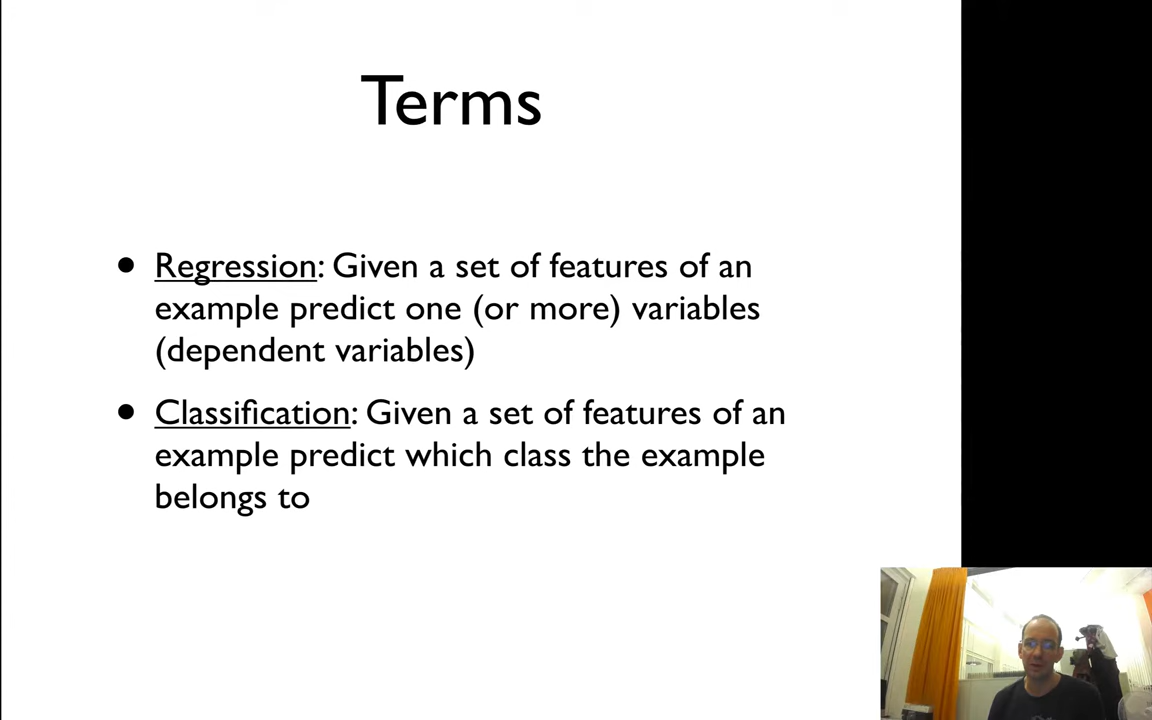 Terms
• Regression: Given a set of features of an
example predict one (or more) variables
(dependent variables)
• Classification: Given a set of features of an
example predict which class the example
belongs to